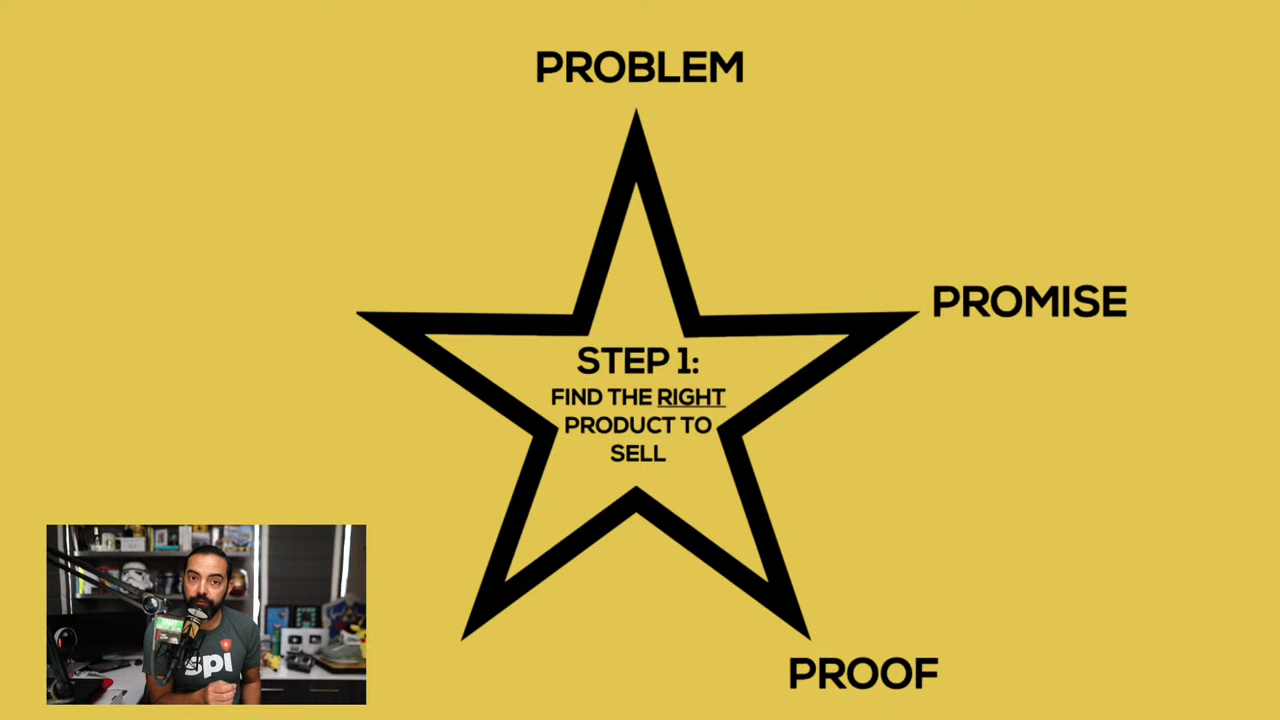 PROBLEM
PROMISE
STEP 1:
FIND THE RIGHT
PRODUCT TO
SELL
PROOF
spi